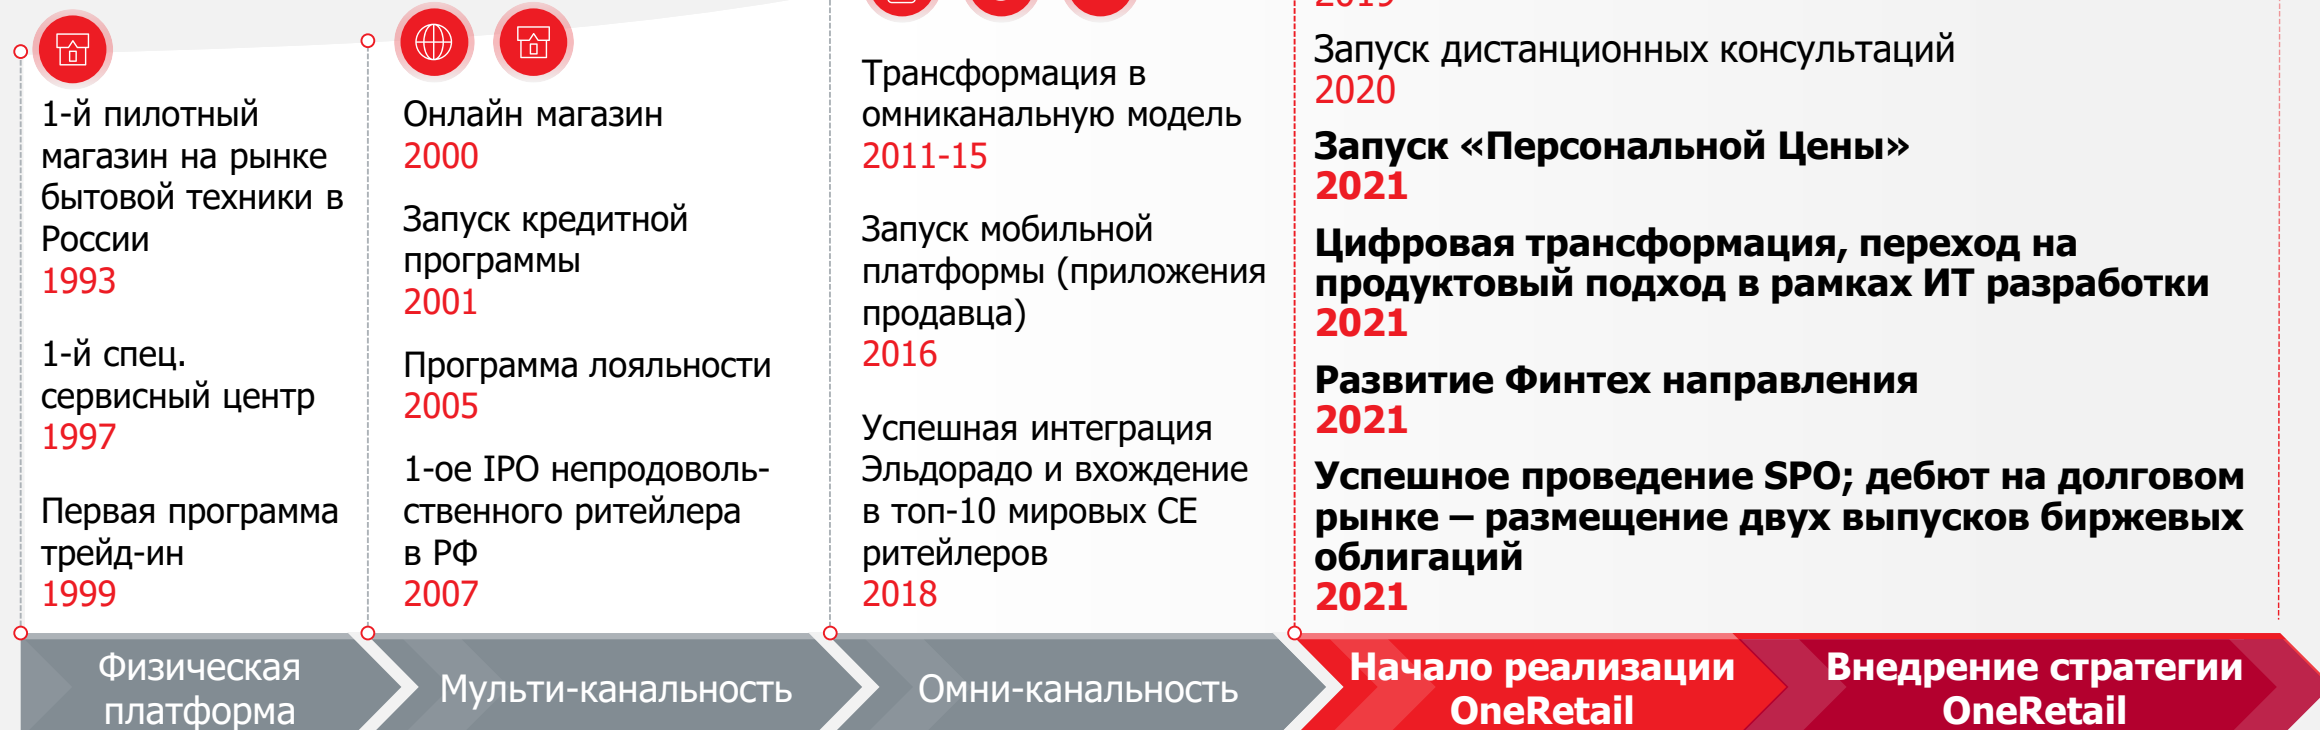 1-й пилотный
магазин на рынке
бытовой техники в
России
1993
1-й спец.
сервисный центр
1997
Первая программа
трейд-ин
1999
Онлайн магазин
2000
Запуск кредитной
программы
2001
Программа лояльности
2005
1-ое IPO непродоволь-
ственного ритейлера
в РФ
2007
Трансформация в
омниканальную модель
2011-15
Запуск мобильной
платформы (приложения
продавца)
2016
Успешная интеграция
Эльдорадо и вхождение
в топ-10 мировых CE
ритейлеров
2018
2019
Запуск дистанционных консультаций
2020
Запуск «Персональной Цены»
2021
Цифровая трансформация, переход на
продуктовый подход в рамках ИТ разработки
2021
Развитие Финтех направления
2021
Успешное проведение SPO; дебют на долговом
рынке – размещение двух выпусков биржевых
облигаций
2021
Физическая
платформа
Мульти-канальность
Омни-канальность
Начало реализации
OneRetail
Внедрение стратегии
OneRetail